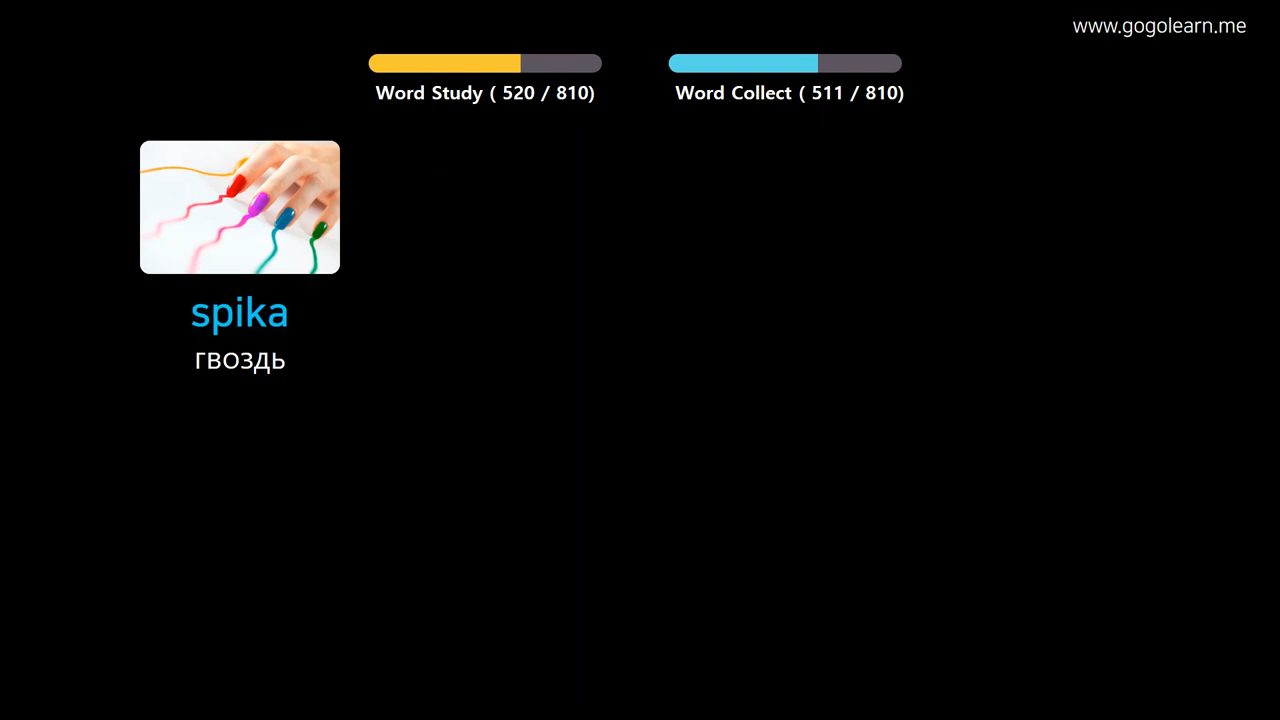 www.gogolearn.me
Word Study ( 520 / 810)
Word Collect ( 511 / 810)
spika
гвоздь